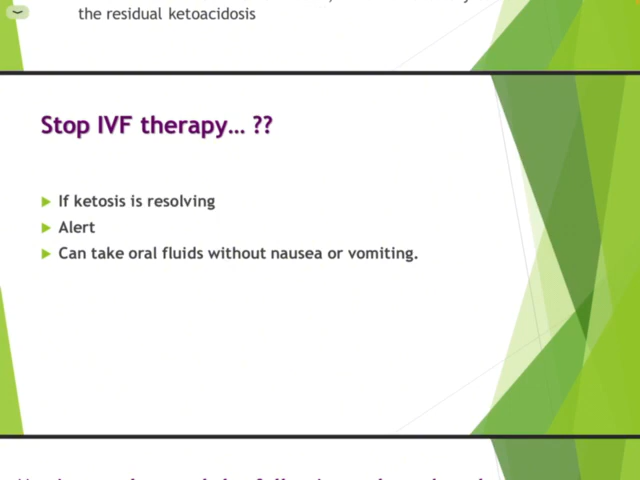 the residual ketoacidosis
Stop IVF therapy... ??
If ketosis is resolving
Alert
Can take oral fluids without nausea or vomiting.